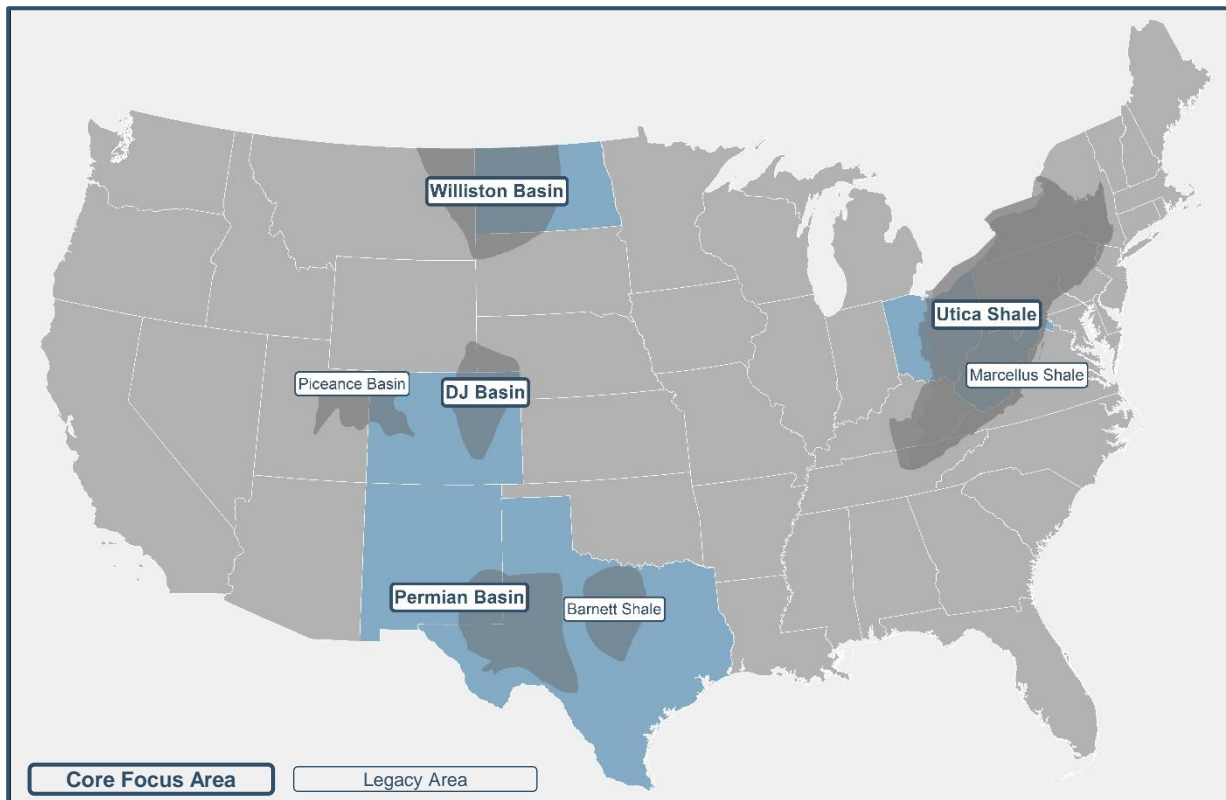 Williston Basin
Utica Shale
Marcellus Shale
Piceance Basin
DJ Basin
Permian Basin
Barnett Shale
Core Focus Area
Legacy Area